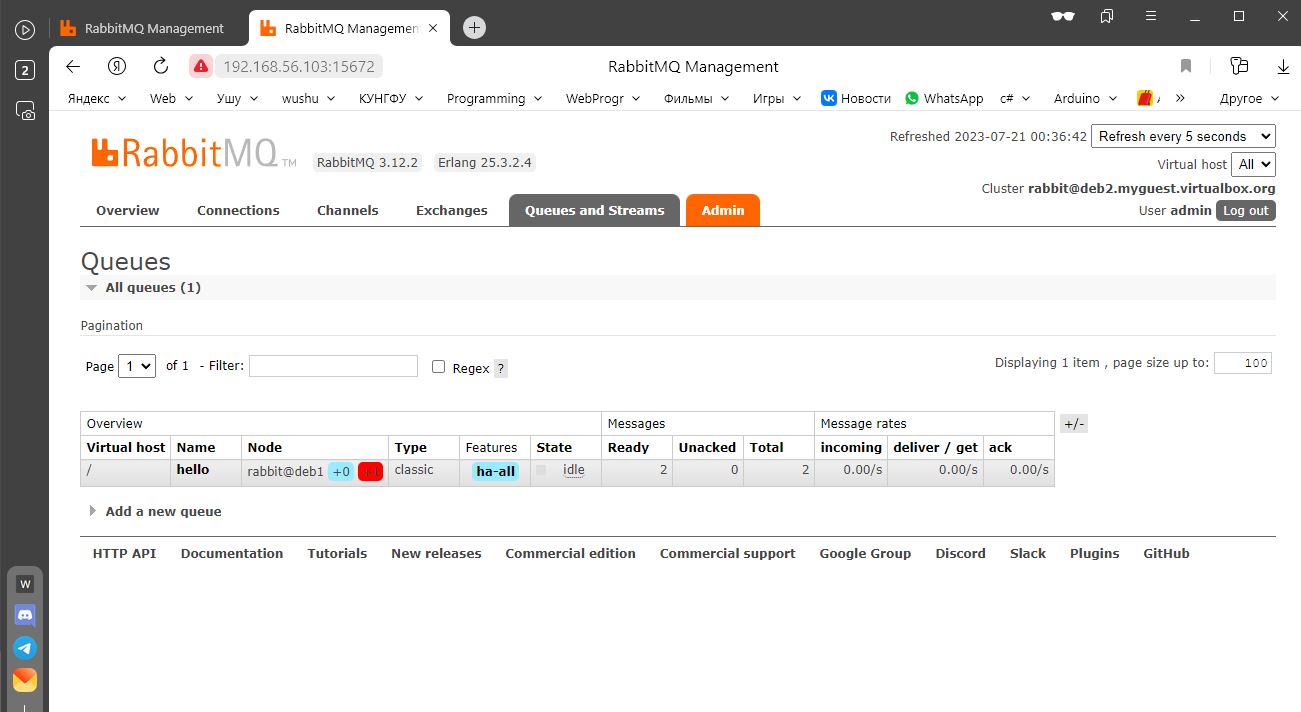 RabbitMQ Management
RabbitMQ Managemen
2
Я
192.168.56.103:15672
RabbitMQ Management
Яндекс Web Ушу wushu КУНГФУ Programming WebProgr Фильмы Игры Новости WhatsApp c# Arduino » Другое
RabbitMQ TM
RabbitMQ 3.12.2 Erlang 25.3.2.4
Refreshed 2023-07-21 00:36:42 Refresh every 5 seconds
Virtual host All
Cluster rabbit@deb2.myguest.virtualbox.org
User admin Log out
Overview Connections Channels Exchanges Queues and Streams Admin
Queues
All queues (1)
Pagination
Page 1 of 1 - Filter: Regex ?
Displaying 1 item , page size up to: 100
Overview Messages Message rates +/-
Virtual host Name Node Type Features State Ready Unacked Total incoming deliver / get ack
/ hello rabbit@deb1 +0 classic ha-all idle 2 0 2 0.00/s 0.00/s 0.00/s
Add a new queue
HTTP API Documentation Tutorials New releases Commercial edition Commercial support Google Group Discord Slack Plugins GitHub
W